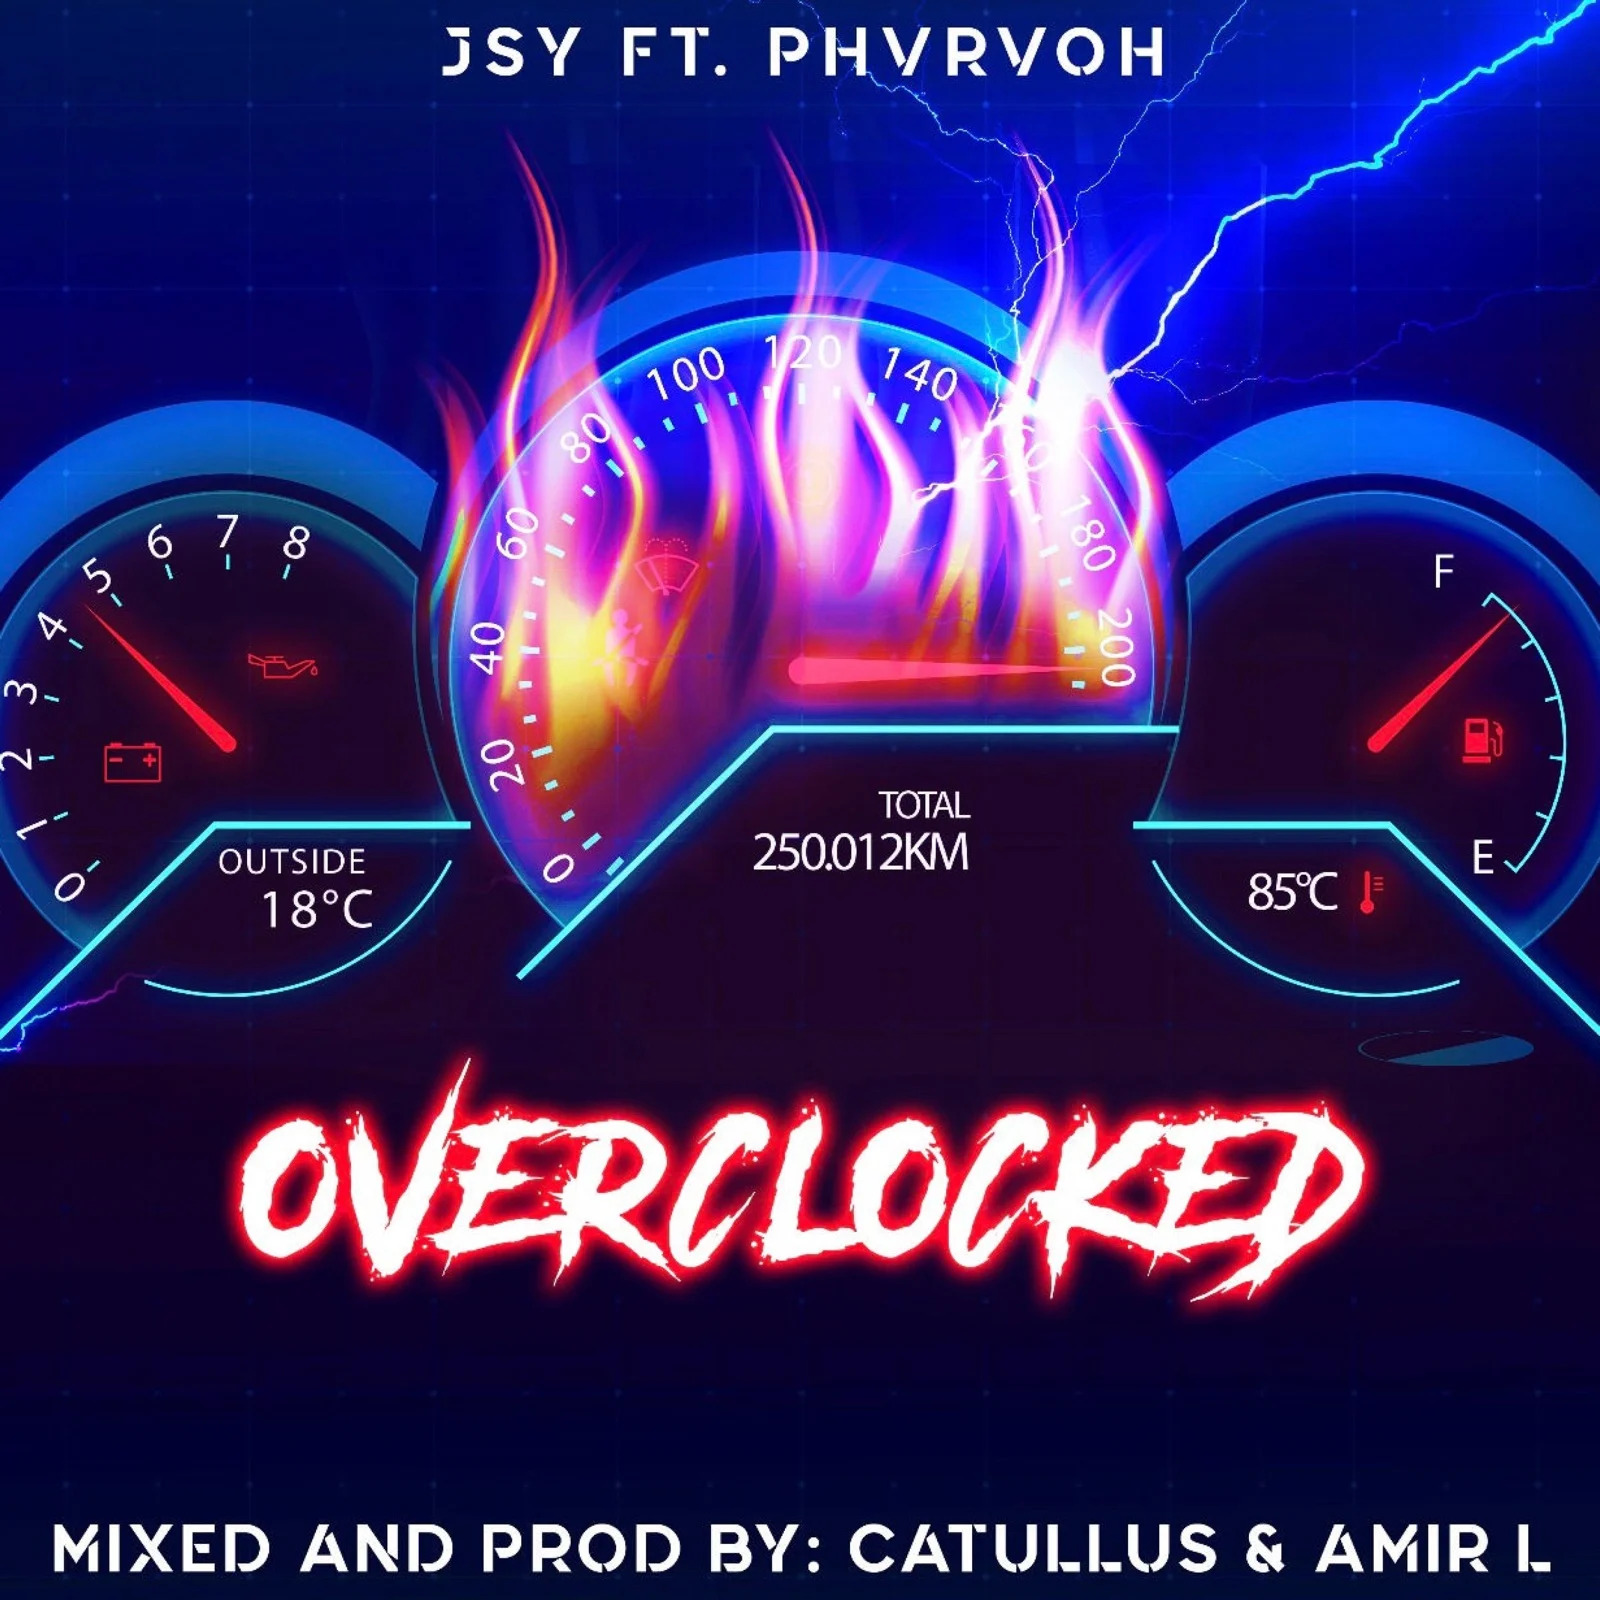 JSY FT. PHVRVOH
100 120 140
80
60 180
40 200
20
0
5 6 7 8
4
3
2
1
0
F
E
OUTSIDE
18°C
TOTAL
250.012KM
85°C
OVERCLOCKED
MIXED AND PROD BY: CATULLUS & AMIR L